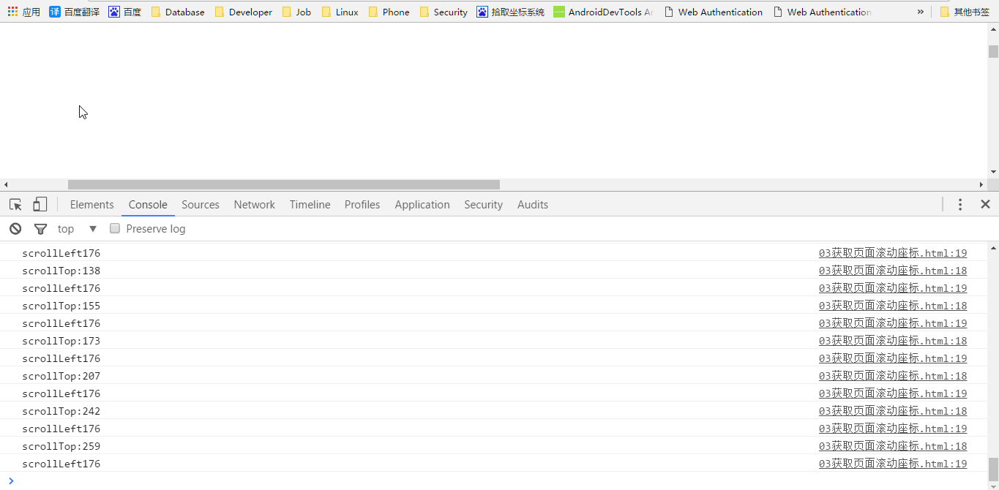 应用 译 百度翻译 百度 Database Developer Job Linux Phone Security 拾取坐标系统 AndroidDevTools Web Authentication Web Authentication » 其他书签
Elements Console Sources Network Timeline Profiles Application Security Audits
top Preserve log
scrollLeft176 03获取页面滚动座标.html:19
scrollTop:138 03获取页面滚动座标.html:18
scrollLeft176 03获取页面滚动座标.html:19
scrollTop:155 03获取页面滚动座标.html:18
scrollLeft176 03获取页面滚动座标.html:19
scrollTop:173 03获取页面滚动座标.html:18
scrollLeft176 03获取页面滚动座标.html:19
scrollTop:207 03获取页面滚动座标.html:18
scrollLeft176 03获取页面滚动座标.html:19
scrollTop:242 03获取页面滚动座标.html:18
scrollLeft176 03获取页面滚动座标.html:19
scrollTop:259 03获取页面滚动座标.html:18
scrollLeft176 03获取页面滚动座标.html:19